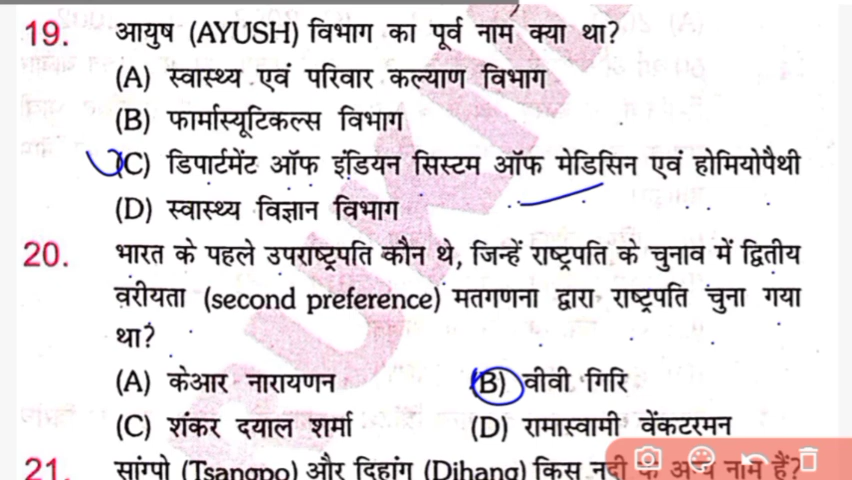 19. आयुष (AYUSH) विभाग का पूर्व नाम क्या था?
(A) स्वास्थ्य एवं परिवार कल्याण विभाग
(B) फार्मास्यूटिकल्स विभाग
(C) डिपार्टमेंट ऑफ इंडियन सिस्टम ऑफ मेडिसिन एवं होमियोपैथी
(D) स्वास्थ्य विज्ञान विभाग
20. भारत के पहले उपराष्ट्रपति कौन थे, जिन्हें राष्ट्रपति के चुनाव में द्वितीय
वरीयता (second preference) मतगणना द्वारा राष्ट्रपति चुना गया
था?
(A) केआर नारायणन (B) वीवी गिरि
(C) शंकर दयाल शर्मा (D) रामास्वामी वेंकटरमन
21. सांग्पो (Tsangpo) और दिहांग (Dihang) किस नदी के अन्य नाम हैं?